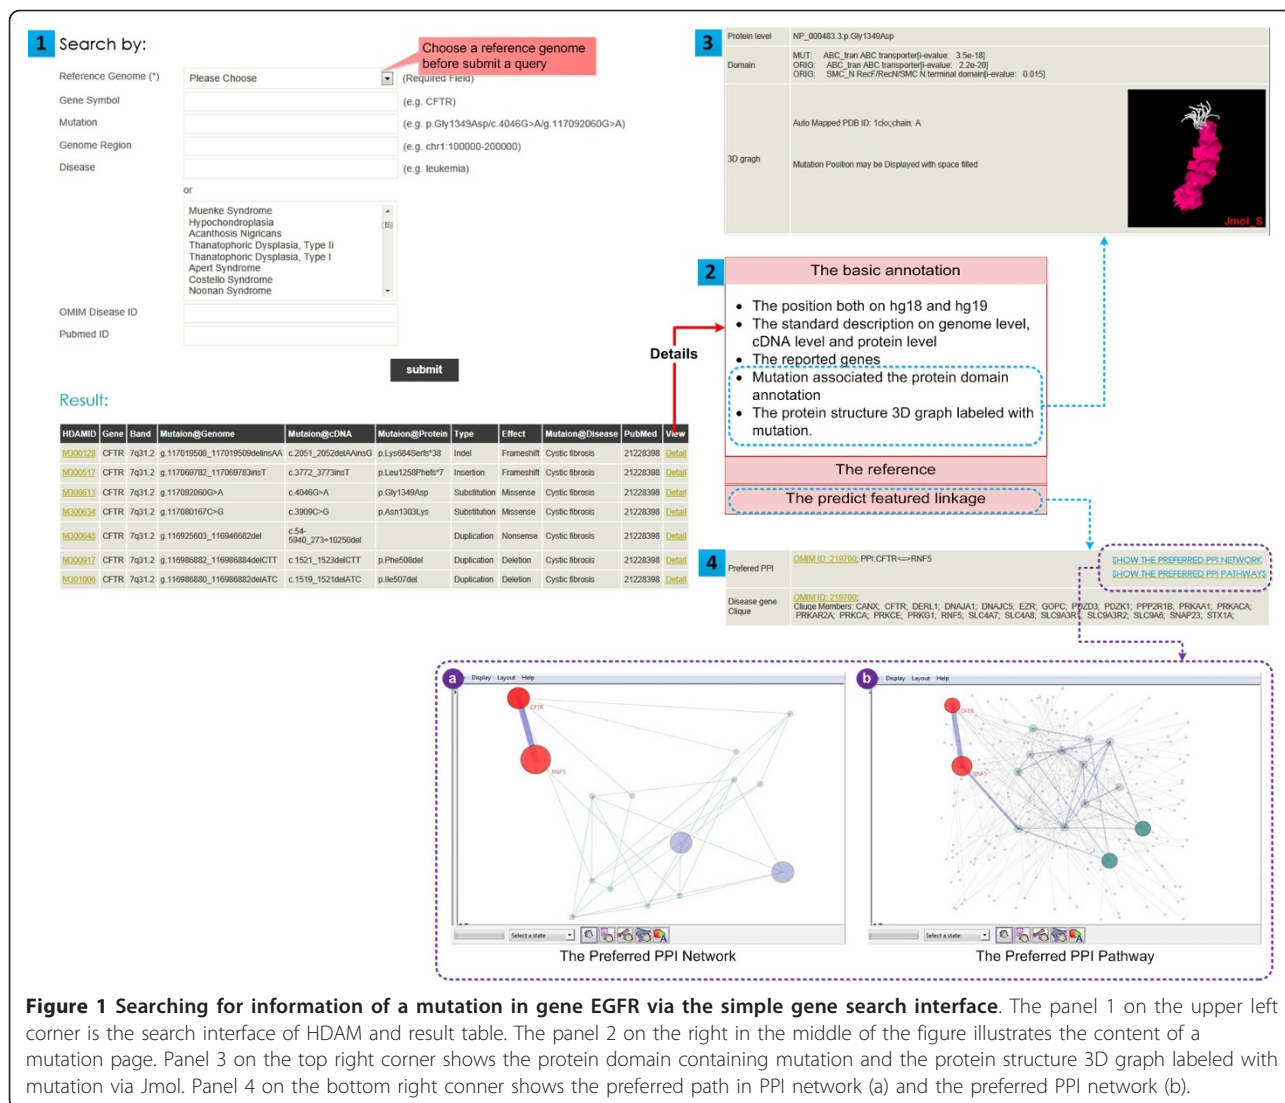 1 Search by:
Choose a reference genome
before submit a query
Reference Genome (*) Please Choose (Required Field)
Gene Symbol (e.g. CFTR)
Mutation (e.g. p.Gly1349Asp/c.4046G>A/g.117092060G>A)
Genome Region (e.g. chr1:100000-200000)
Disease (e.g. leukemia)
or
Muenke Syndrome
Hypochondroplasia
Acanthosis Nigricans
Thanatophoric Dysplasia, Type Ii
Thanatophoric Dysplasia, Type I
Apert Syndrome
Costello Syndrome
Noonan Syndrome
OMIM Disease ID
Pubmed ID
submit
Result:
HDAMID Gene Band Mutaion@Genome Mutaion@cDNA Mutaion@Protein Type Effect Mutaion@Disease PubMed View
M300128 CFTR 7q31.2 g.117019508_117019509delinsAA c.2051_2052delAAinsG p.Lys684Serfs*38 Indel Frameshift Cystic fibrosis 21228398 Detail
M300517 CFTR 7q31.2 g.117069782_117069783insT c.3772_3773insT p.Leu1258Phefs*7 Insertion Frameshift Cystic fibrosis 21228398 Detail
M300611 CFTR 7q31.2 g.117092060G>A c.4046G>A p.Gly1349Asp Substitution Missense Cystic fibrosis 21228398 Detail
M300634 CFTR 7q31.2 g.117080167C>G c.3909C>G p.Asn1303Lys Substitution Missense Cystic fibrosis 21228398 Detail
M300648 CFTR 7q31.2 g.116925603_116946682del c.54-5940_273+10250del Duplication Nonsense Cystic fibrosis 21228398 Detail
M300917 CFTR 7q31.2 g.116986882_116986884delCTT c.1521_1523delCTT p.Phe508del Duplication Deletion Cystic fibrosis 21228398 Detail
M301006 CFTR 7q31.2 g.116986880_116986882delATC c.1519_1521delATC p.Ile507del Duplication Deletion Cystic fibrosis 21228398 Detail
Details
3
Protein level NP_000483.3:p.Gly1349Asp
Domain
MUT: ABC_tran ABC transporter[i-evalue: 3.5e-18]
ORIG: ABC_tran ABC transporter[i-evalue: 2.2e-20]
ORIG: SMC_N RecF/RecN/SMC N terminal domain[i-evalue: 0.015]
3D gragh
Auto Mapped PDB ID: 1ckx;chain: A
Mutation Position may be Displayed with space filled
Jmol_S
2
The basic annotation
• The position both on hg18 and hg19
• The standard description on genome level,
cDNA level and protein level
• The reported genes
• Mutation associated the protein domain
annotation
• The protein structure 3D graph labeled with
mutation.
The reference
The predict featured linkage
4
Prefered PPI OMIM ID: 219700; PPI:CFTR<=>RNF5
SHOW THE PREFERRED PPI NETWORK
SHOW THE PREFERRED PPI PATHWAYS
Disease gene
Clique
OMIM ID: 219700;
Cliuqe Members: CANX; CFTR; DERL1; DNAJA1; DNAJC5; EZR; GOPC; PDZD3; PDZK1; PPP2R1B; PRKAA1; PRKACA;
PRKAR2A; PRKCA; PRKCE; PRKG1; RNF5; SLC4A7; SLC4A8; SLC9A3R1; SLC9A3R2; SLC9A6; SNAP23; STX1A;
a Display Layout Help
CFTR
RNF5
Select a state
The Preferred PPI Network
b Display Layout Help
CFTR
RNF5
Select a state
The Preferred PPI Pathway
Figure 1 Searching for information of a mutation in gene EGFR via the simple gene search interface. The panel 1 on the upper left
corner is the search interface of HDAM and result table. The panel 2 on the right in the middle of the figure illustrates the content of a
mutation page. Panel 3 on the top right corner shows the protein domain containing mutation and the protein structure 3D graph labeled with
mutation via Jmol. Panel 4 on the bottom right conner shows the preferred path in PPI network (a) and the preferred PPI network (b).